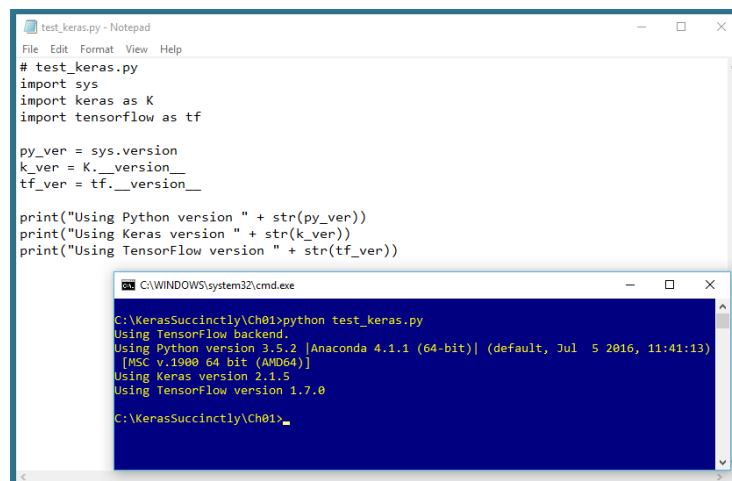 test_keras.py - Notepad
File Edit Format View Help
# test_keras.py
import sys
import keras as K
import tensorflow as tf
py_ver = sys.version
k_ver = K.__version__
tf_ver = tf.__version__
print("Using Python version " + str(py_ver))
print("Using Keras version " + str(k_ver))
print("Using TensorFlow version " + str(tf_ver))
C:\WINDOWS\system32\cmd.exe
C:\KerasSuccinctly\Ch01>python test_keras.py
Using TensorFlow backend.
Using Python version 3.5.2 |Anaconda 4.1.1 (64-bit)| (default, Jul  5 2016, 11:41:13)
[MSC v.1900 64 bit (AMD64)]
Using Keras version 2.1.5
Using TensorFlow version 1.7.0
C:\KerasSuccinctly\Ch01>